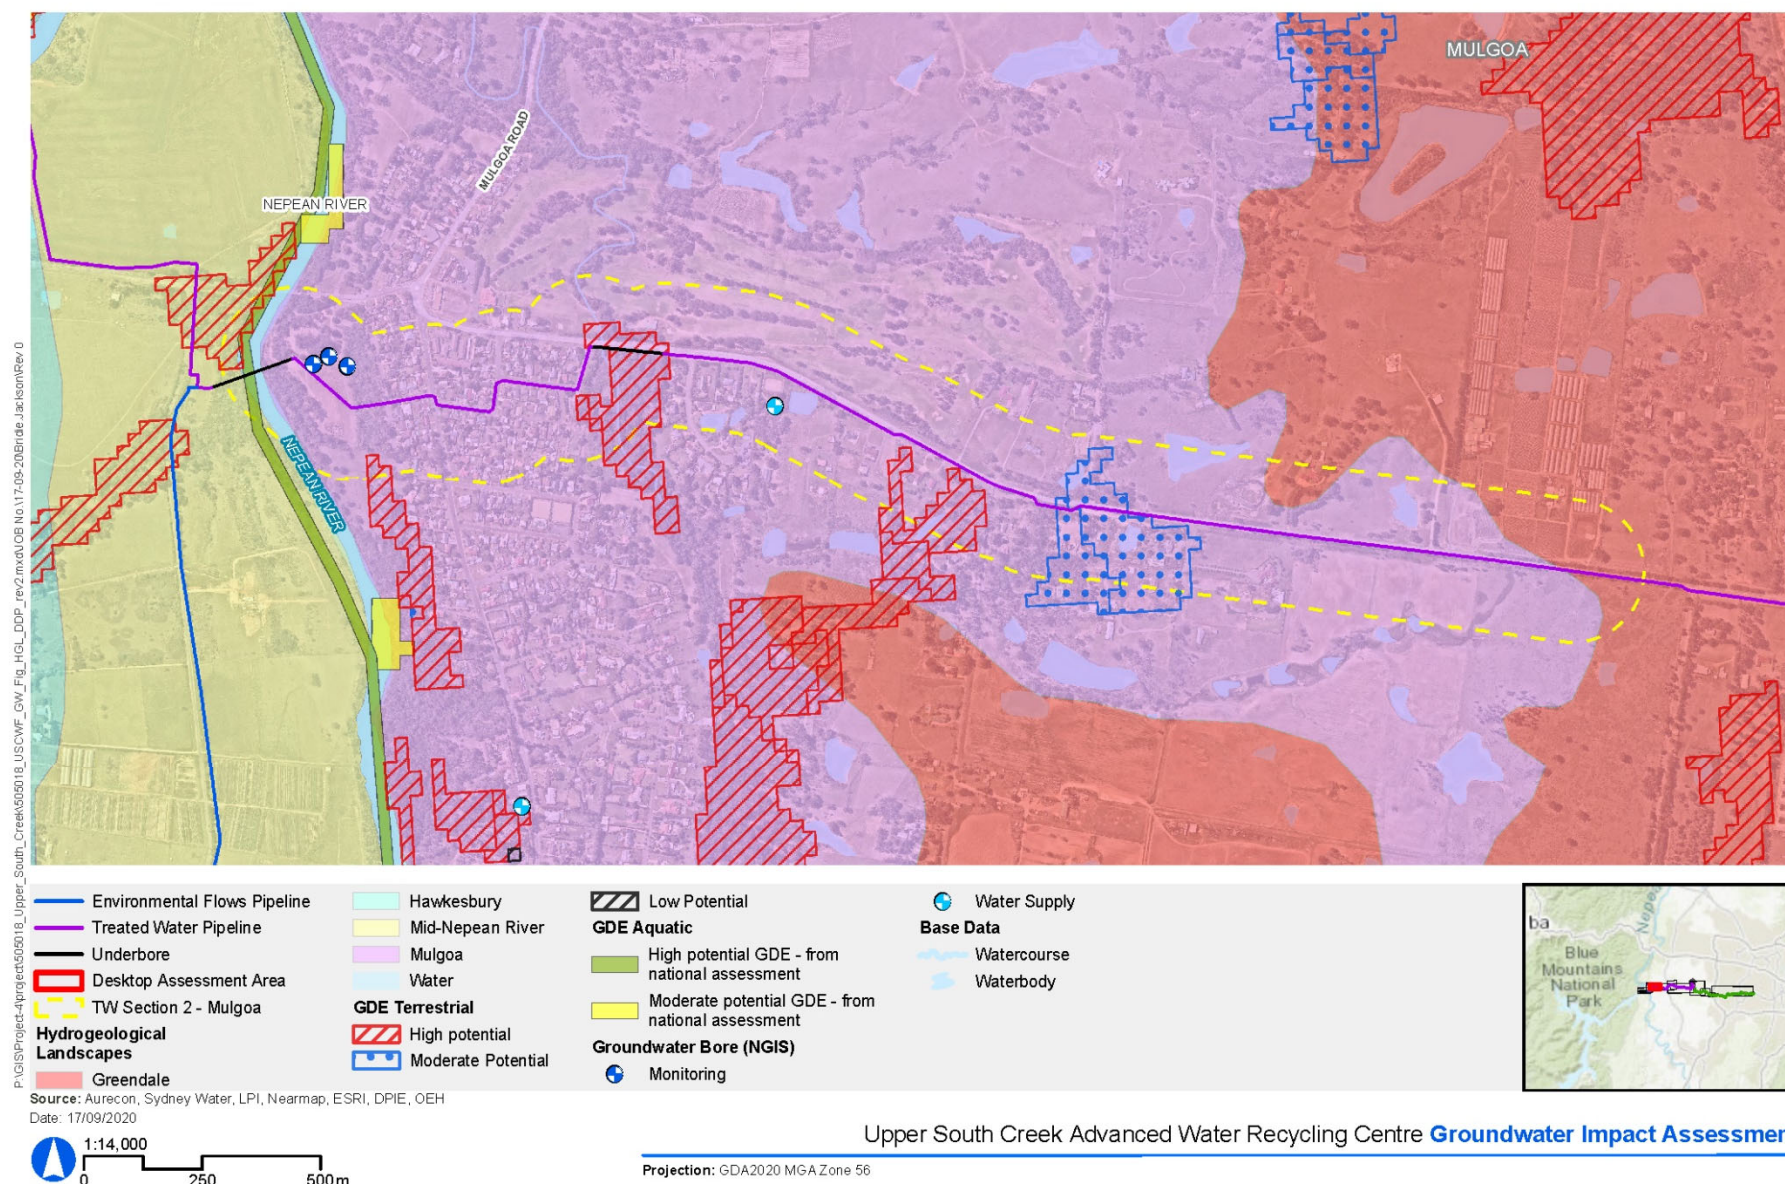 MULGOA
MULGOA ROAD
NEPEAN RIVER
NEPEAN RIVER
Environmental Flows Pipeline
Treated Water Pipeline
Underbore
Desktop Assessment Area
TW Section 2 - Mulgoa
Hydrogeological
Landscapes
Greendale
Hawkesbury
Mid-Nepean River
Mulgoa
Water
GDE Terrestrial
High potential
Moderate Potential
Low Potential
GDE Aquatic
High potential GDE - from
national assessment
Moderate potential GDE - from
national assessment
Groundwater Bore (NGIS)
Monitoring
Water Supply
Base Data
Watercourse
Waterbody
ba
Blue
Mountains
National
Park
Source: Aurecon, Sydney Water, LPI, Nearmap, ESRI, DPIE, OEH
Date: 17/09/2020
1:14,000
0 250 500m
Upper South Creek Advanced Water Recycling Centre Groundwater Impact Assessmen
Projection: GDA2020 MGA Zone 56